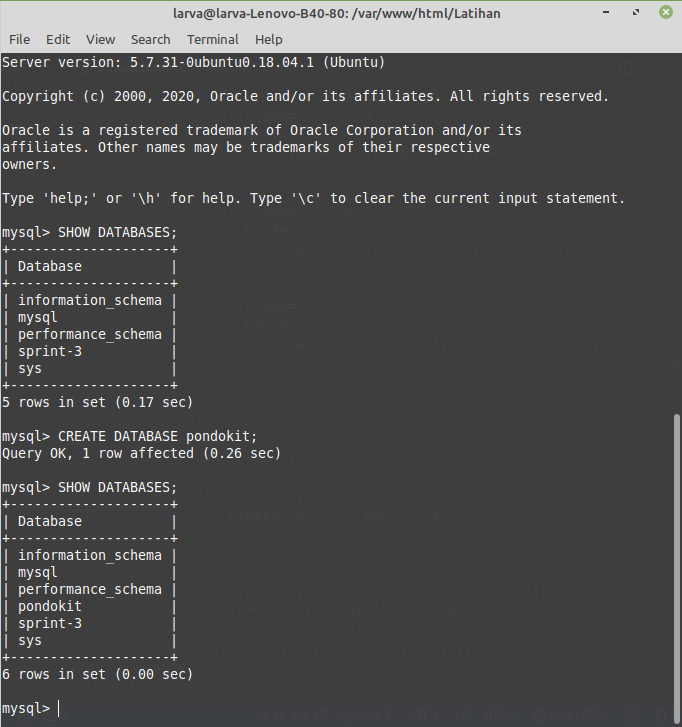 larva@larva-Lenovo-B40-80: /var/www/html/Latihan
File Edit View Search Terminal Help
Server version: 5.7.31-0ubuntu0.18.04.1 (Ubuntu)
Copyright (c) 2000, 2020, Oracle and/or its affiliates. All rights reserved.
Oracle is a registered trademark of Oracle Corporation and/or its
affiliates. Other names may be trademarks of their respective
owners.
Type 'help;' or '\h' for help. Type '\c' to clear the current input statement.
mysql> SHOW DATABASES;
+--------------------+
| Database           |
+--------------------+
| information_schema |
| mysql              |
| performance_schema |
| sprint-3           |
| sys                |
+--------------------+
5 rows in set (0.17 sec)
mysql> CREATE DATABASE pondokit;
Query OK, 1 row affected (0.26 sec)
mysql> SHOW DATABASES;
+--------------------+
| Database           |
+--------------------+
| information_schema |
| mysql              |
| performance_schema |
| pondokit           |
| sprint-3           |
| sys                |
+--------------------+
6 rows in set (0.00 sec)
mysql>